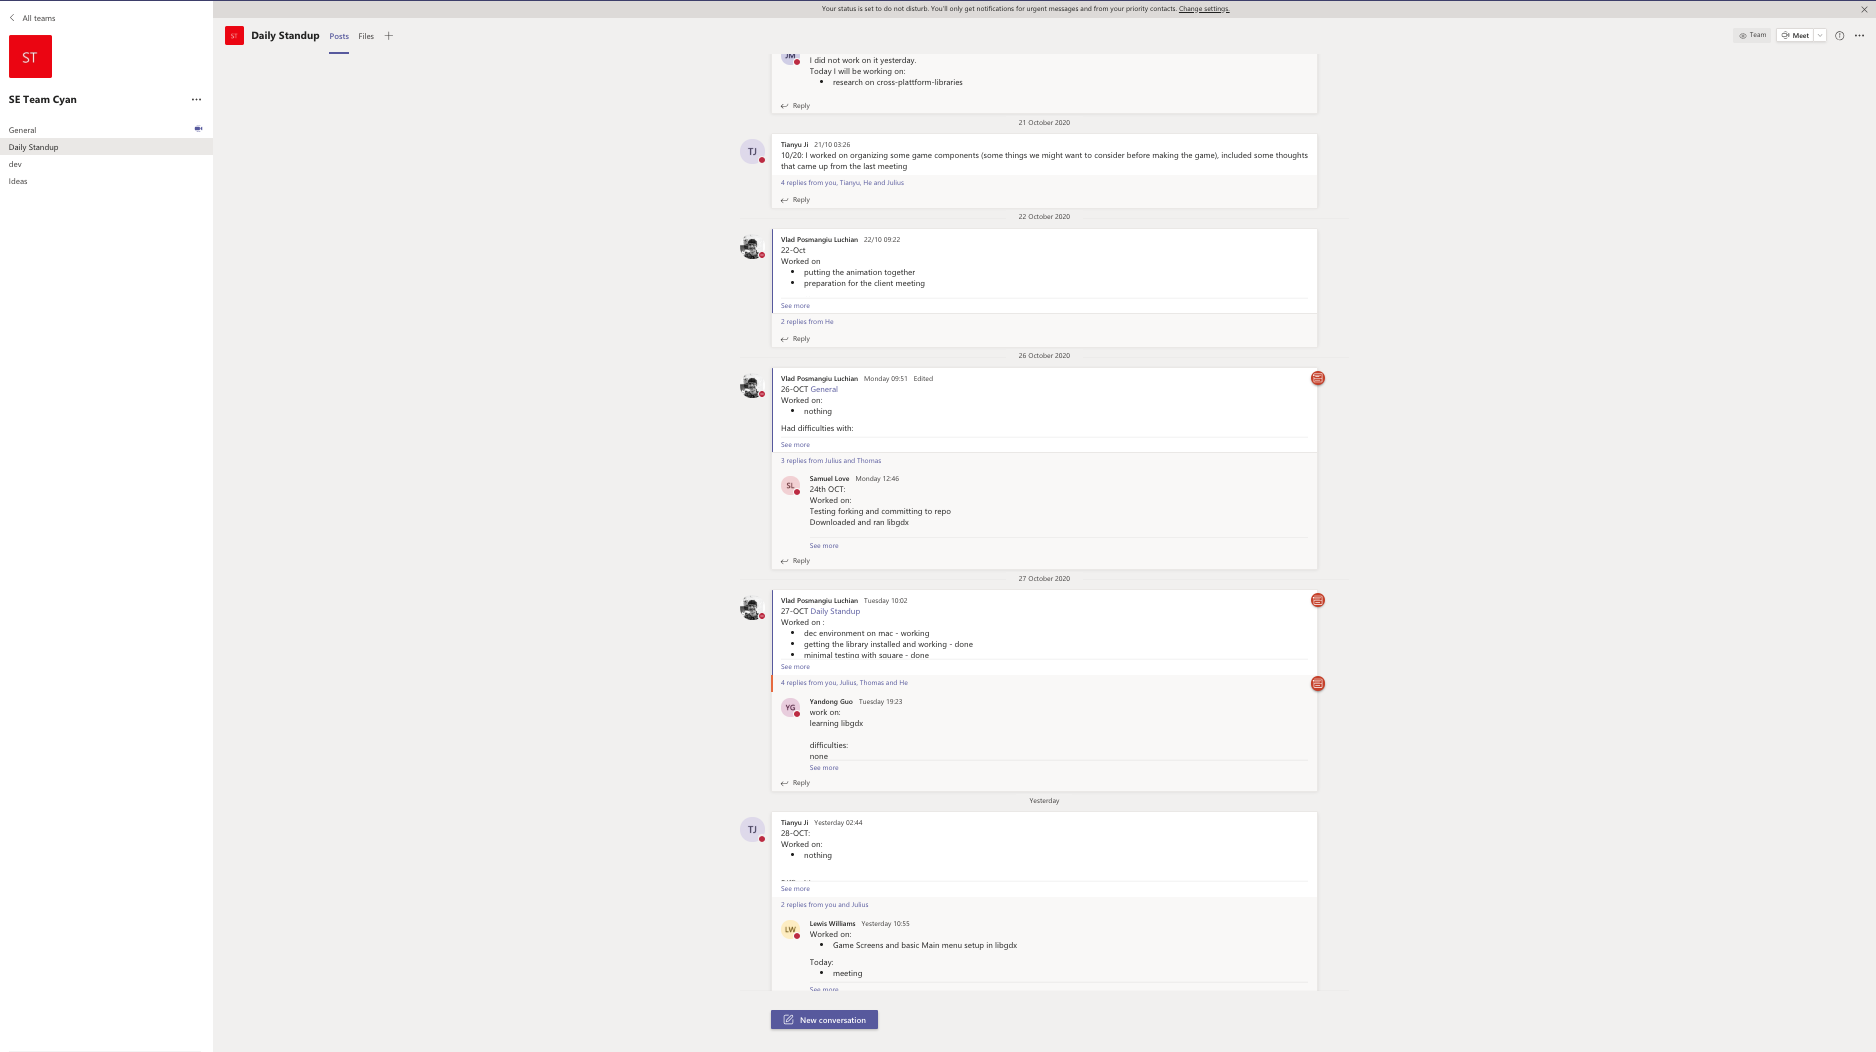 Your status is set to do not disturb. You'll only get notifications for urgent messages and from your priority contacts. Change settings.
All teams
ST
SE Team Cyan
General
Daily Standup
dev
Ideas
ST
Daily Standup
Posts
Files
Team
Meet
JM
I did not work on it yesterday.
Today I will be working on:
research on cross-plattform-libraries
Reply
21 October 2020
TJ
Tianyu Ji 21/10 03:26
10/20: I worked on organizing some game components (some things we might want to consider before making the game), included some thoughts
that came up from the last meeting
4 replies from you, Tianyu, He and Julius
Reply
22 October 2020
Vlad Posmangiu Luchian 22/10 09:22
22-Oct
Worked on
putting the animation together
preparation for the client meeting
See more
2 replies from He
Reply
26 October 2020
Vlad Posmangiu Luchian Monday 09:51 Edited
26-OCT General
Worked on:
nothing
Had difficulties with:
See more
3 replies from Julius and Thomas
SL
Samuel Love Monday 12:46
24th OCT:
Worked on:
Testing forking and committing to repo
Downloaded and ran libgdx
See more
Reply
27 October 2020
Vlad Posmangiu Luchian Tuesday 10:02
27-OCT Daily Standup
Worked on :
dec environment on mac - working
getting the library installed and working - done
minimal testing with square - done
See more
4 replies from you, Julius, Thomas and He
YG
Yandong Guo Tuesday 19:23
work on:
learning libgdx
difficulties:
none
See more
Reply
Yesterday
TJ
Tianyu Ji Yesterday 02:44
28-OCT:
Worked on:
nothing
See more
2 replies from you and Julius
LW
Lewis Williams Yesterday 10:55
Worked on:
Game Screens and basic Main menu setup in libgdx
Today:
meeting
See more
New conversation